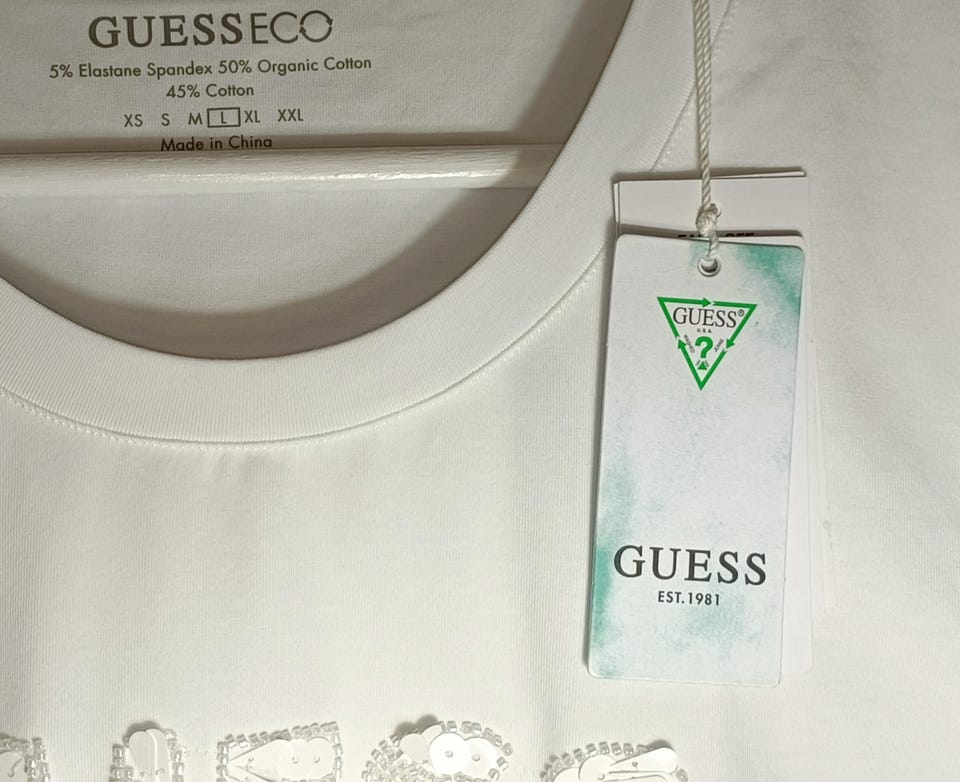 GUESSECO
5% Elastane Spandex 50% Organic Cotton
45% Cotton
XS S M L XL XXL
Made in China
GUESS®
U.S.A.
?
GUESS
EST. 1981